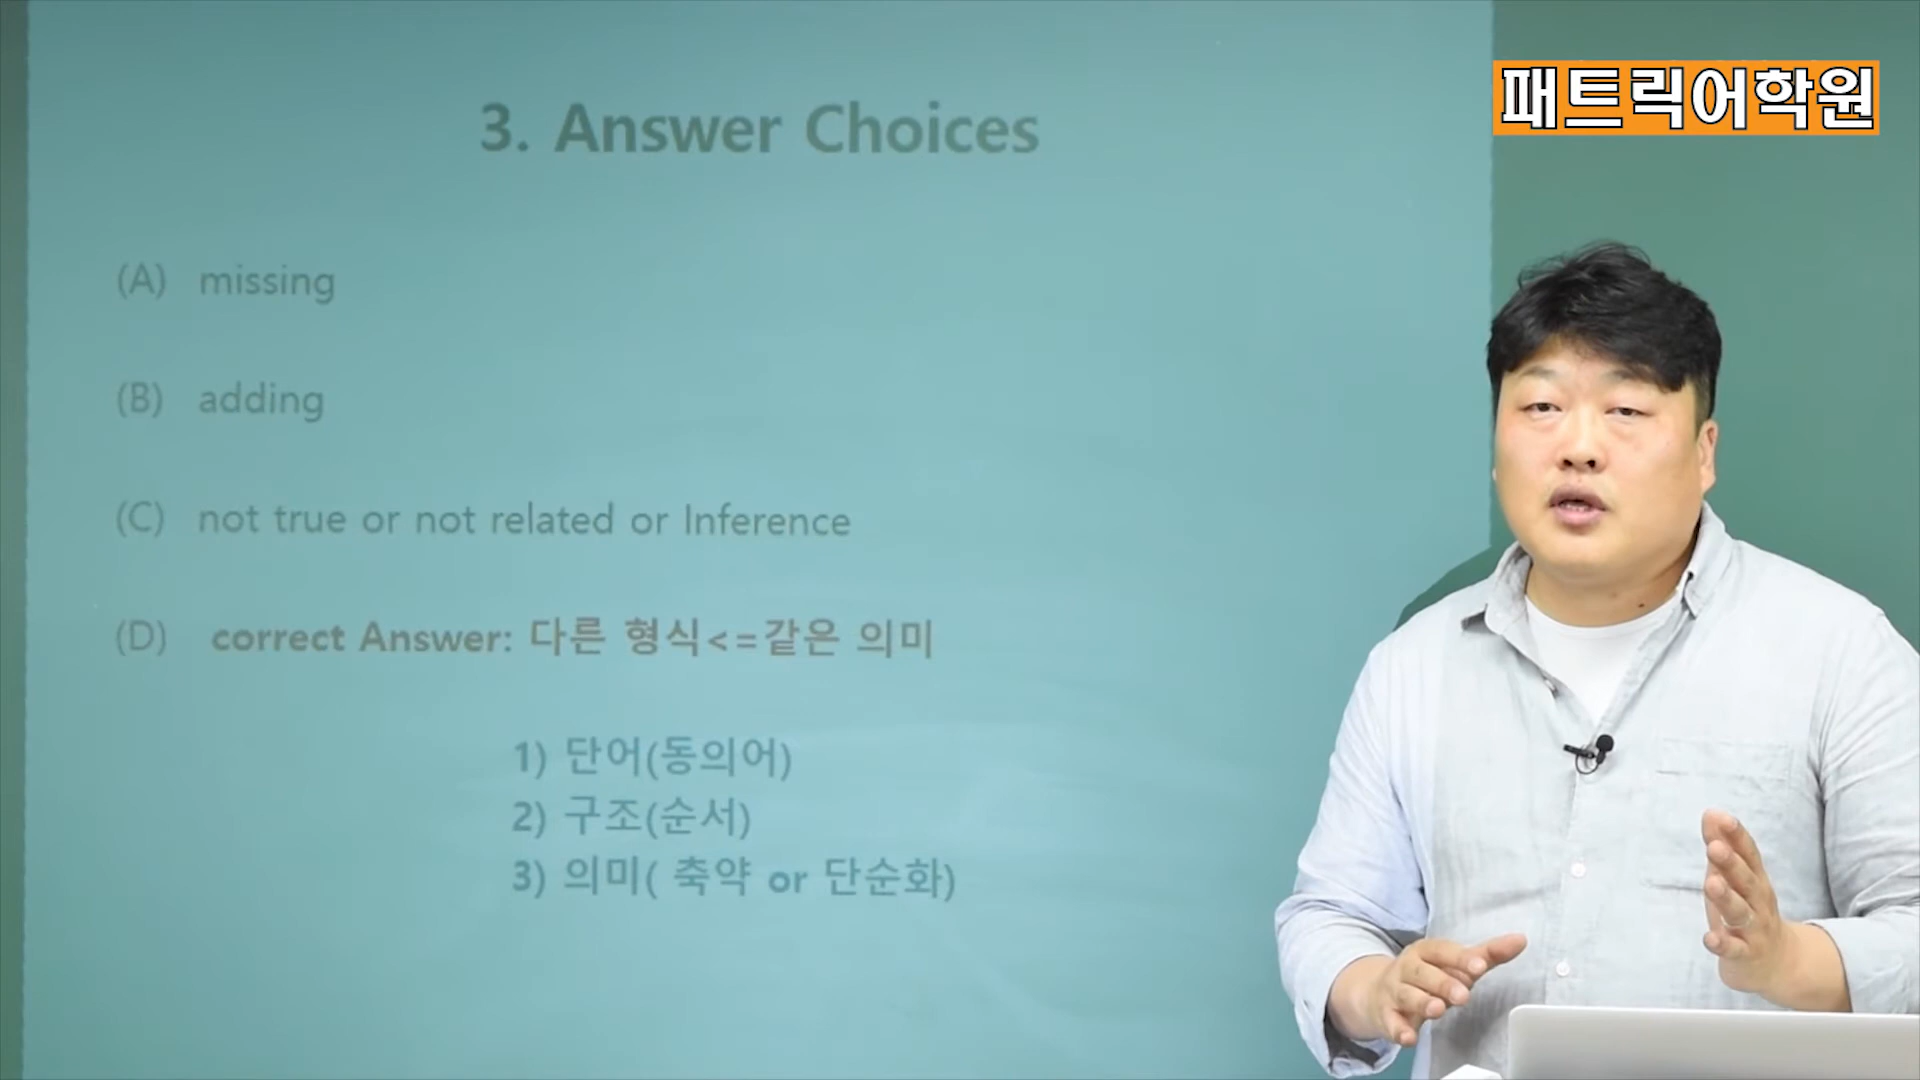 패트릭어학원
3. Answer Choices
(A) missing
(B) adding
(C) not true or not related or Inference
(D) correct Answer: 다른 형식<=같은 의미
1) 단어(동의어)
2) 구조(순서)
3) 의미( 축약 or 단순화)